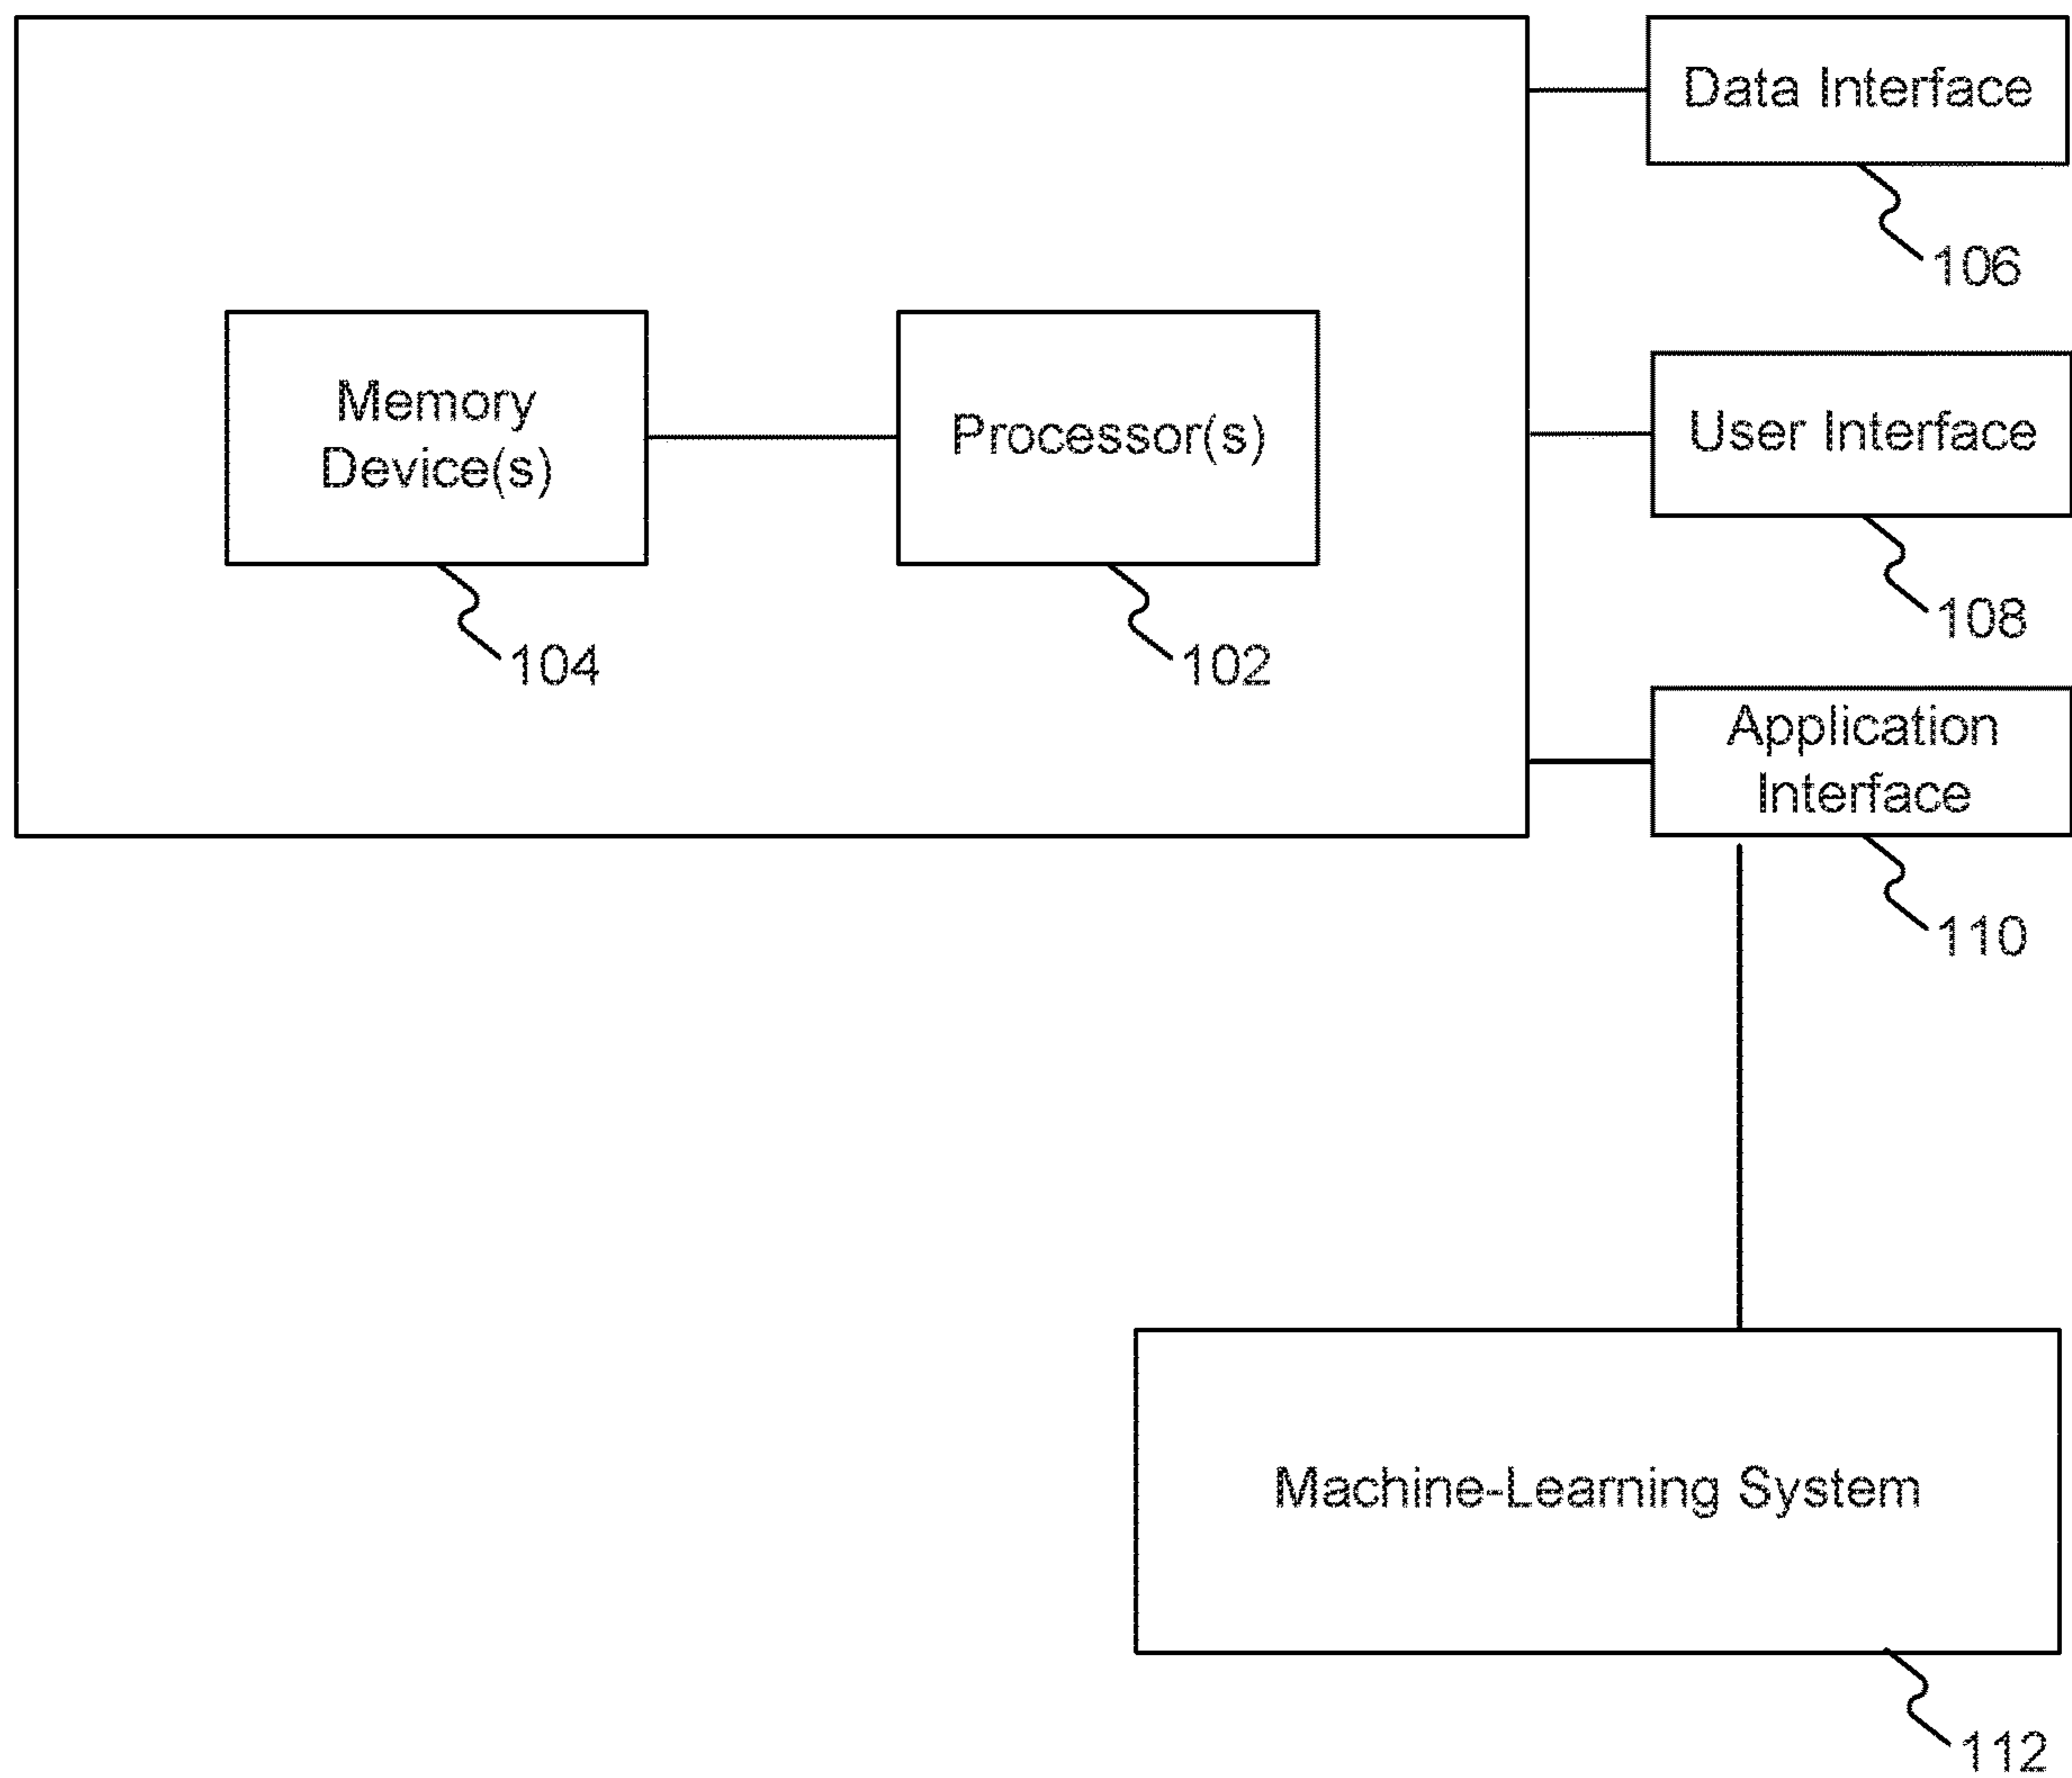 Data Interface
106
Memory
Device(s)
104
Processor(s)
102
User Interface
108
Application
Interface
110
Machine-Learning System
112